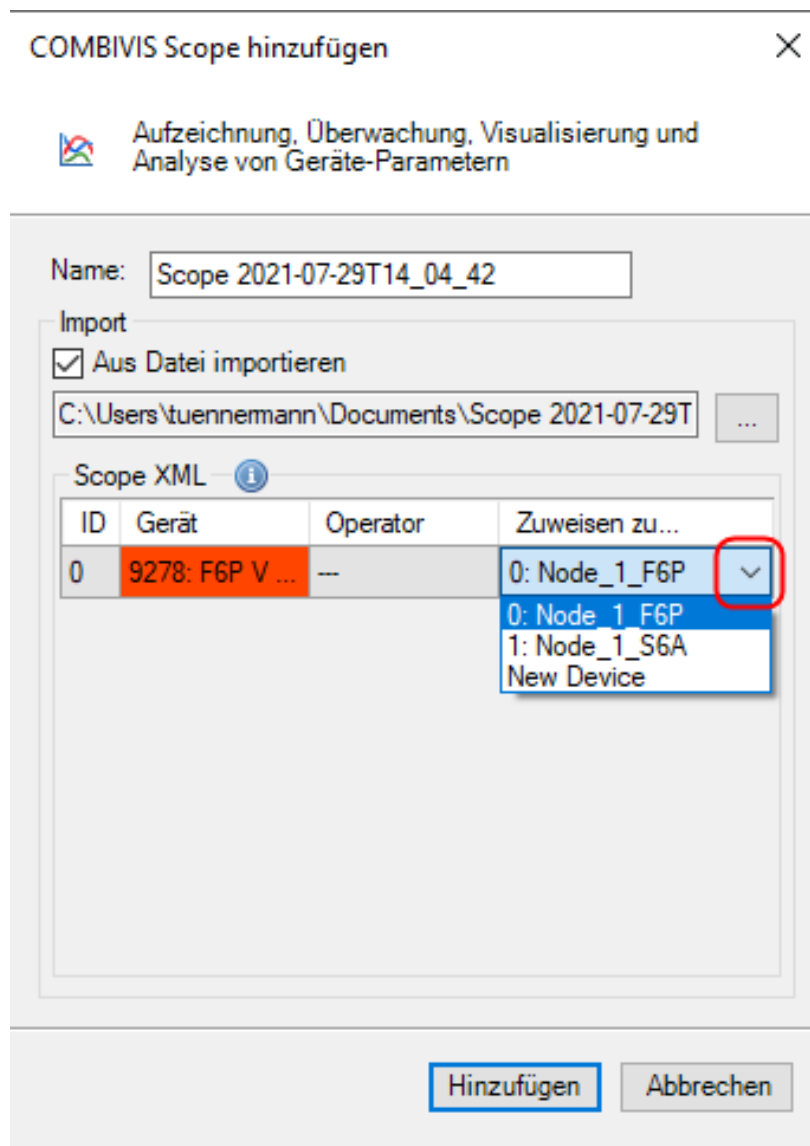 COMBIVIS Scope hinzufügen
Aufzeichnung, Überwachung, Visualisierung und
Analyse von Geräte-Parametern
Name: Scope 2021-07-29T14_04_42
Import
Aus Datei importieren
C:\Users\tuennermann\Documents\Scope 2021-07-29T ...
Scope XML
ID Gerät Operator Zuweisen zu...
0 9278: F6P V ... --- 0: Node_1_F6P
0: Node_1_F6P
1: Node_1_S6A
New Device
Hinzufügen Abbrechen